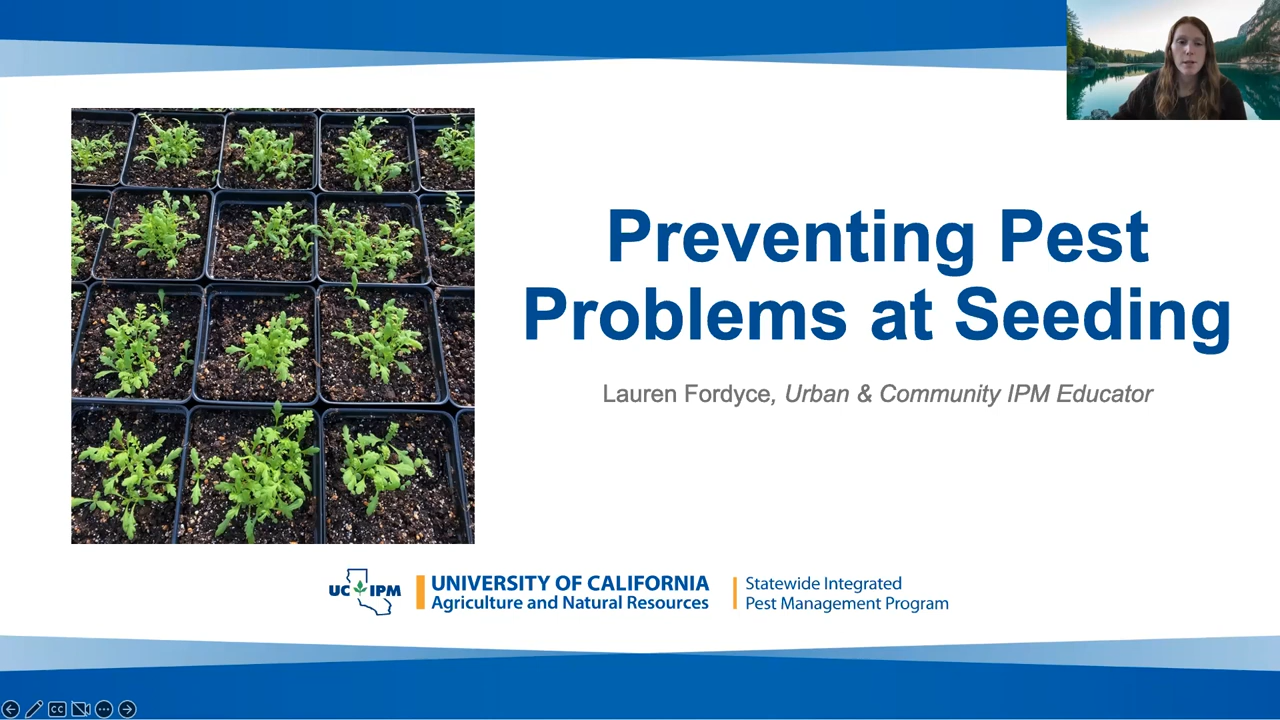 Preventing Pest
Problems at Seeding
Lauren Fordyce, Urban & Community IPM Educator
UC IPM
UNIVERSITY OF CALIFORNIA
Agriculture and Natural Resources
Statewide Integrated
Pest Management Program
CC